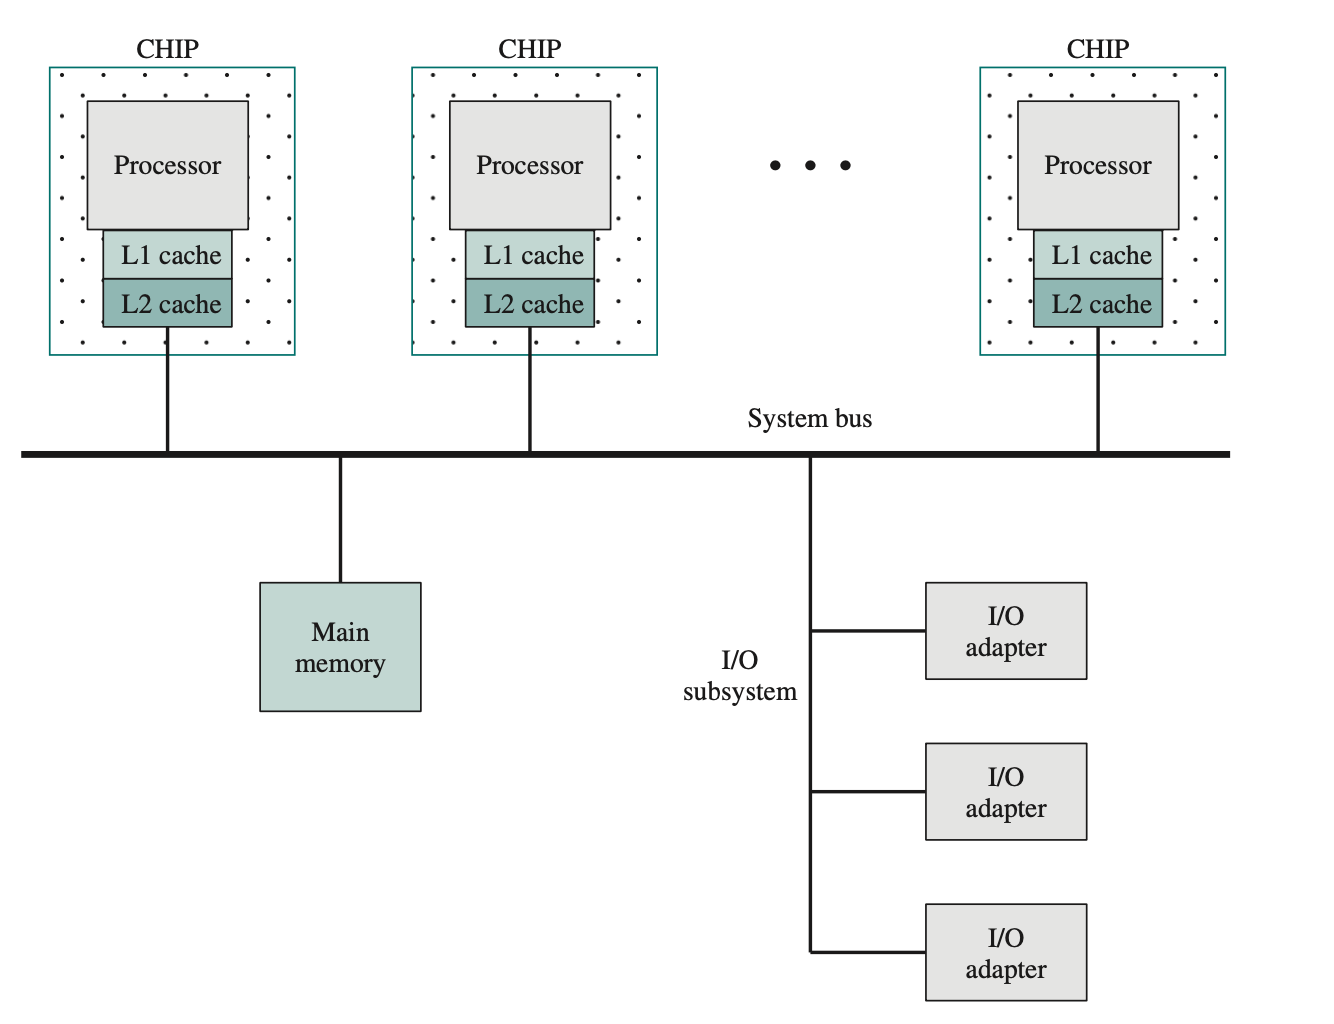 CHIP
CHIP
CHIP
Processor
Processor
Processor
L1 cache
L1 cache
L1 cache
L2 cache
L2 cache
L2 cache
System bus
Main
memory
I/O
subsystem
I/O
adapter
I/O
adapter
I/O
adapter